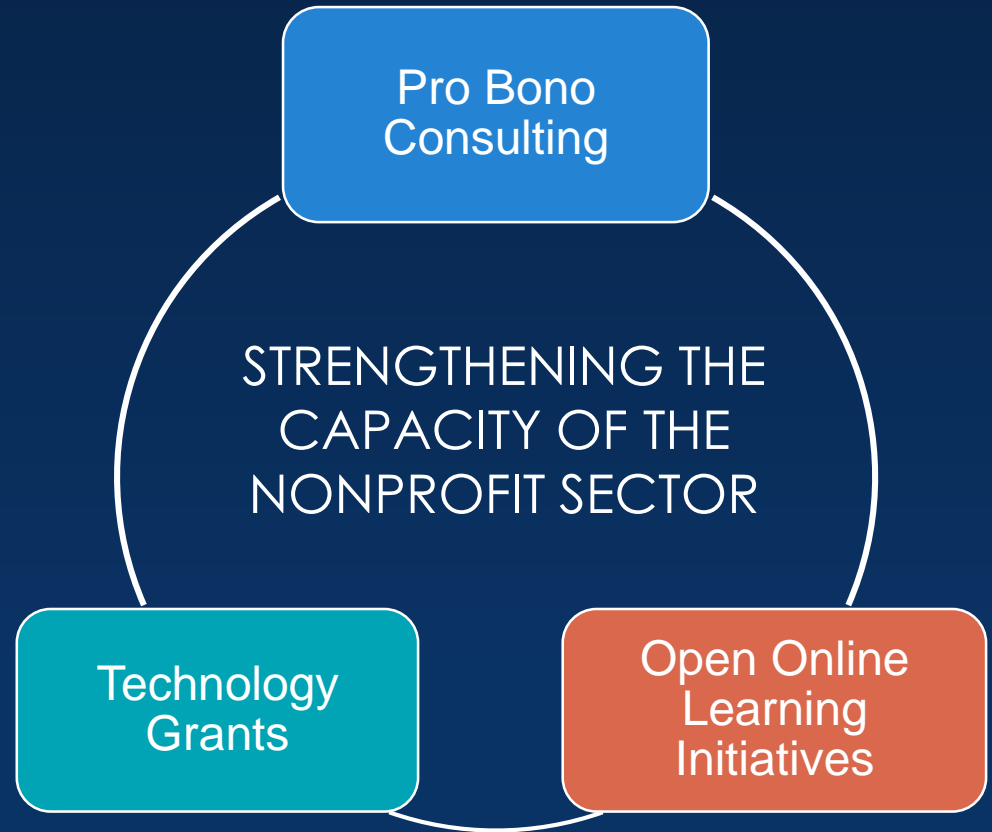 Pro Bono
Consulting
STRENGTHENING THE
CAPACITY OF THE
NONPROFIT SECTOR
Technology
Grants
Open Online
Learning
Initiatives